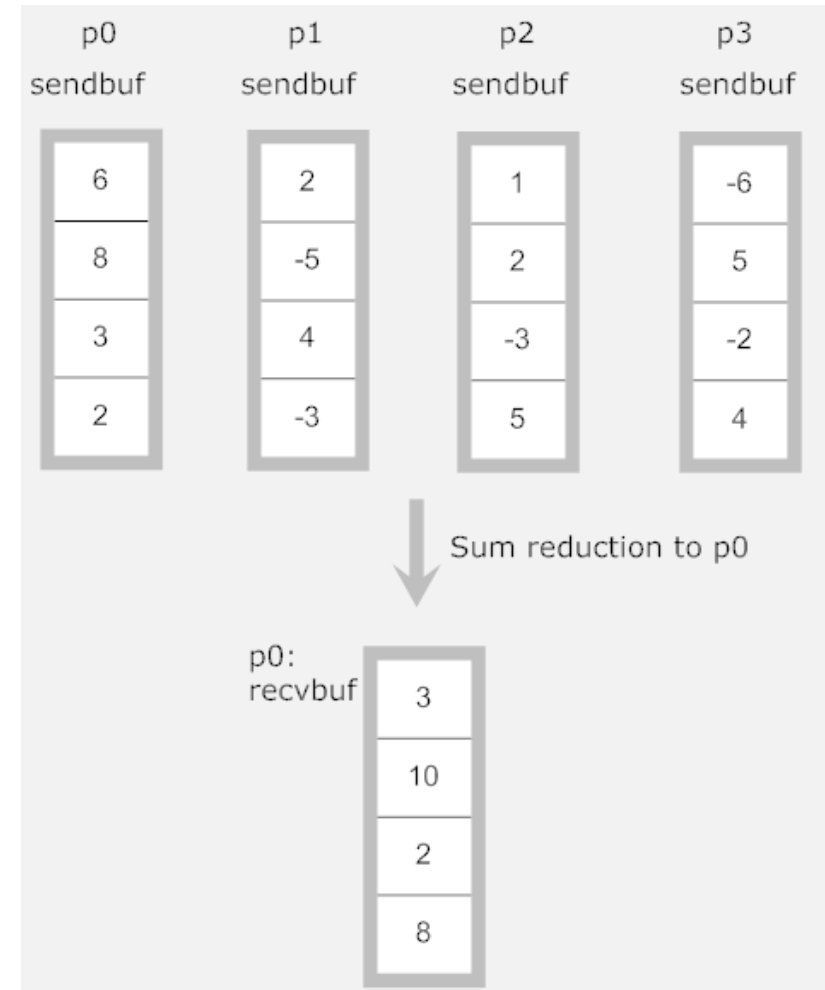 p0 p1 p2 p3
sendbuf sendbuf sendbuf sendbuf
6 2 1 -6
8 -5 2 5
3 4 -3 -2
2 -3 5 4
Sum reduction to p0
p0:
recvbuf
3
10
2
8